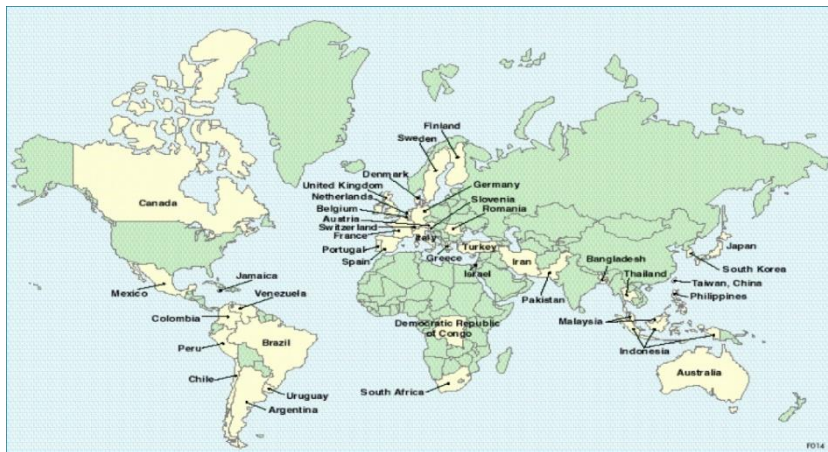 Finland
Sweden
Denmark
United Kingdom
Netherlands
Belgium
Austria
Switzerland
France
Portugal
Spain
Germany
Slovenia
Romania
Italy
Greece
Turkey
Israel
Iran
Pakistan
Bangladesh
Thailand
Japan
South Korea
Taiwan, China
Philippines
Malaysia
Indonesia
Australia
Canada
Mexico
Jamaica
Venezuela
Colombia
Peru
Brazil
Chile
Uruguay
Argentina
Democratic Republic
of Congo
South Africa
F014